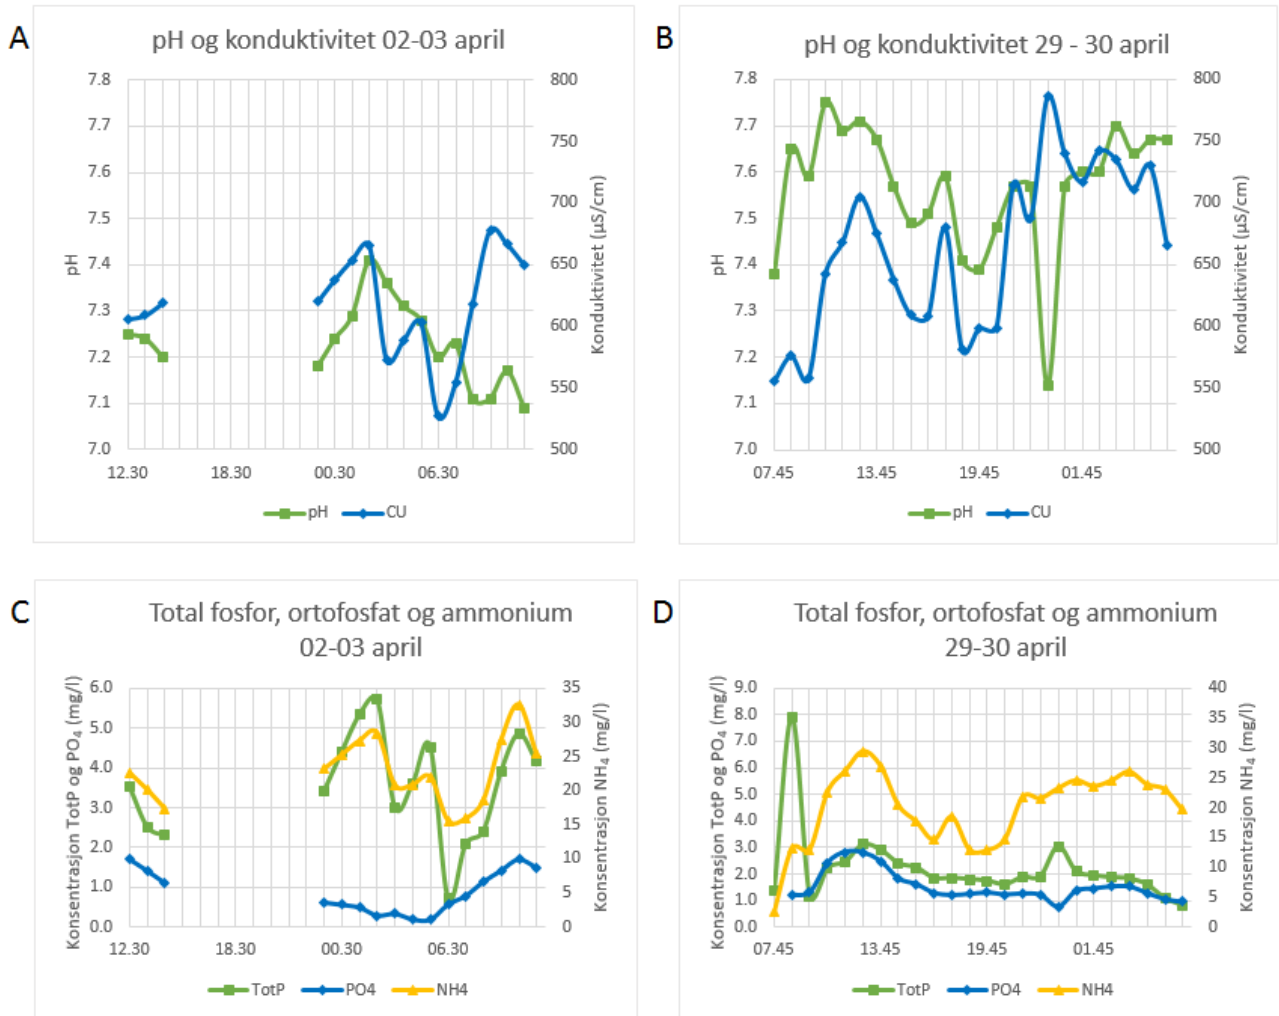 A
pH og konduktivitet 02-03 april
7.8
7.7
7.6
7.5
7.4
7.3
7.2
7.1
7.0
pH
800
750
700
650
600
550
500
Konduktivitet (µS/cm)
12.30 18.30 00.30 06.30
pH CU
B
pH og konduktivitet 29 - 30 april
7.8
7.7
7.6
7.5
7.4
7.3
7.2
7.1
7.0
pH
800
750
700
650
600
550
500
Konduktivitet (µS/cm)
07.45 13.45 19.45 01.45
pH CU
C
Total fosfor, ortofosfat og ammonium
02-03 april
6.0
5.0
4.0
3.0
2.0
1.0
0.0
Konsentrasjon TotP og PO₄ (mg/l)
35
30
25
20
15
10
5
0
Konsentrasjon NH₄ (mg/l)
12.30 18.30 00.30 06.30
TotP PO4 NH4
D
Total fosfor, ortofosfat og ammonium
29-30 april
9.0
8.0
7.0
6.0
5.0
4.0
3.0
2.0
1.0
0.0
Konsentrasjon TotP og PO₄ (mg/l)
40
35
30
25
20
15
10
5
0
Konsentrasjon NH₄ (mg/l)
07.45 13.45 19.45 01.45
TotP PO4 NH4